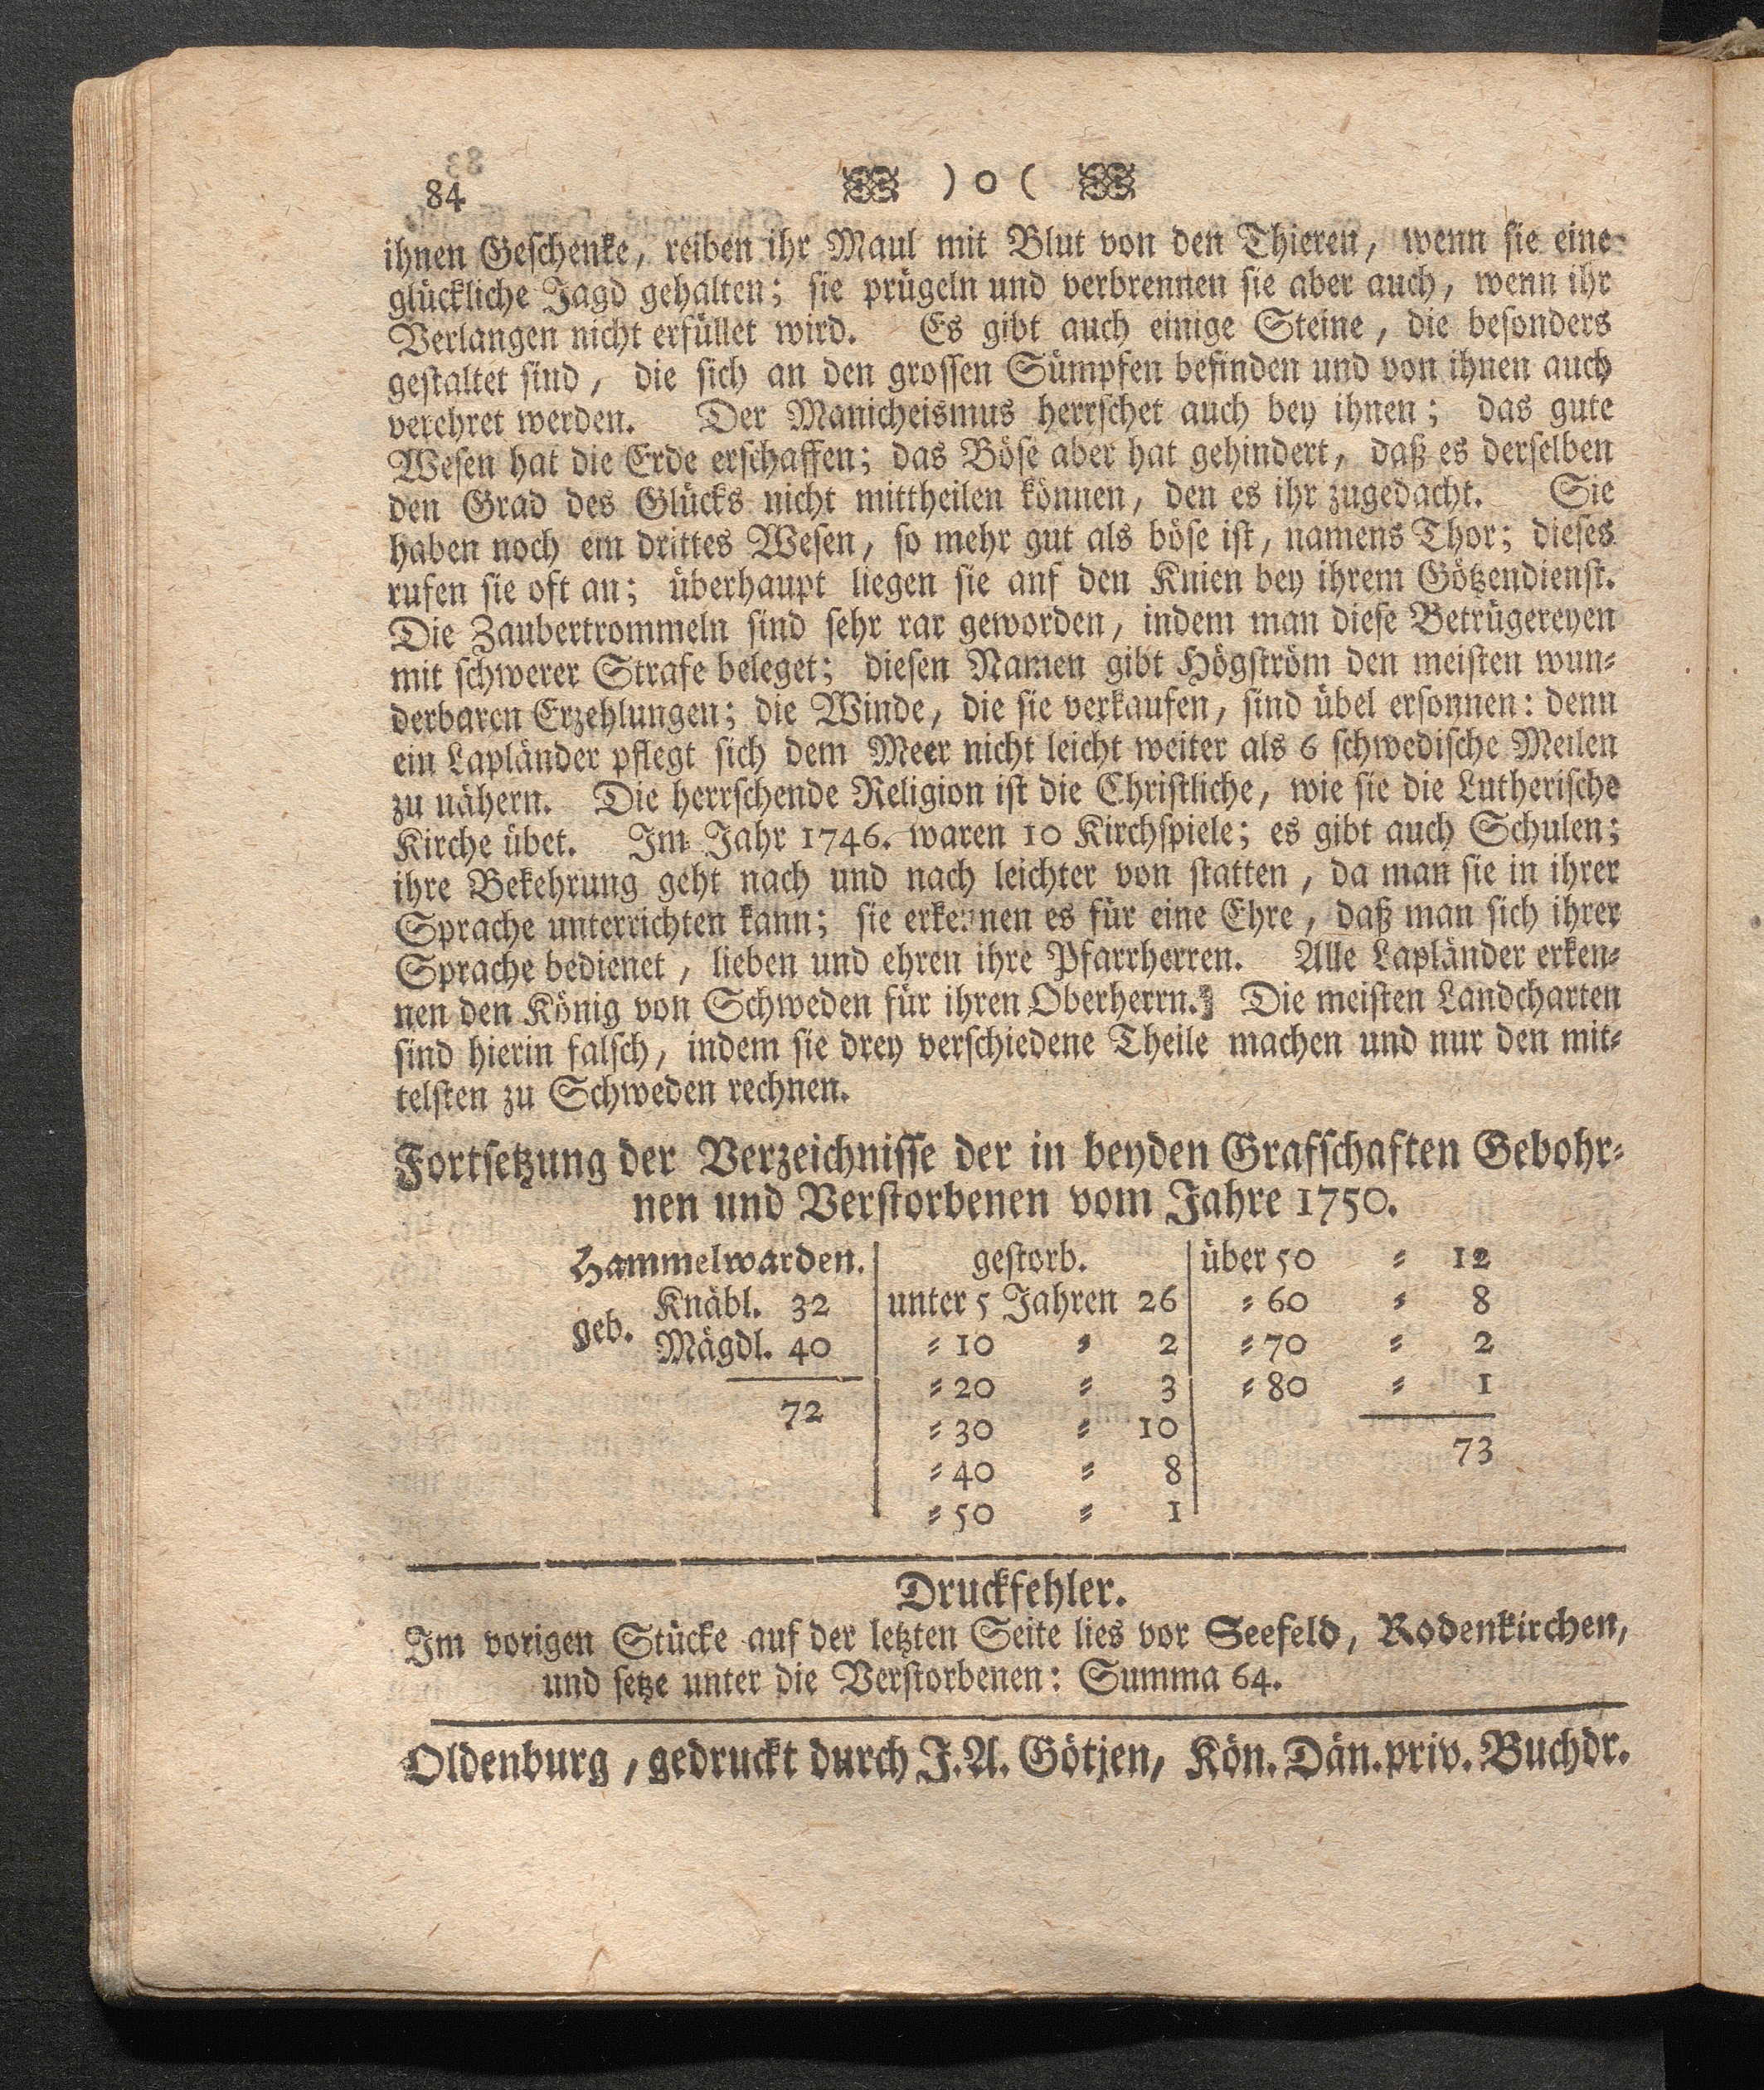 84 ) o (
ihnen Geschenke, reiben ihr Maul mit Blut von den Thieren, wenn sie eine
glückliche Jagd gehalten; sie prügeln und verbrennen sie aber auch, wenn ihr
Verlangen nicht erfüllet wird. Es gibt auch einige Steine, die besonders
gestaltet sind, die sich an den grossen Sümpfen befinden und von ihnen auch
verehret werden. Der Manicheismus herrschet auch bey ihnen; das gute
Wesen hat die Erde erschaffen; das Böse aber hat gehindert, daß es derselben
den Grad des Glücks nicht mittheilen können, den es ihr zugedacht. Sie
haben noch ein drittes Wesen, so mehr gut als böse ist, namens Thor; dieses
rufen sie oft an; überhaupt liegen sie auf den Knien bey ihrem Götzendienst.
Die Zaubertrommeln sind sehr rar geworden, indem man diese Betrügereyen
mit schwerer Strafe beleget; diesen Namen gibt Högström den meisten wun-
derbaren Erzehlungen; die Winde, die sie verkaufen, sind übel ersonnen: denn
ein Lapländer pflegt sich dem Meer nicht leicht weiter als 6 schwedische Meilen
zu nähern. Die herrschende Religion ist die Christliche, wie sie die Lutherische
Kirche übet. Im Jahr 1746. waren 10 Kirchspiele; es gibt auch Schulen;
ihre Bekehrung geht nach und nach leichter von statten, da man sie in ihrer
Sprache unterrichten kann; sie erkennen es für eine Ehre, daß man sich ihrer
Sprache bedienet, lieben und ehren ihre Pfarrherren. Alle Lapländer erken-
nen den König von Schweden für ihren Oberherrn. Die meisten Landcharten
sind hierin falsch, indem sie drey verschiedene Theile machen und nur den mit-
telsten zu Schweden rechnen.
Fortsetzung der Verzeichnisse der in beyden Grafschaften Gebohr-
nen und Verstorbenen vom Jahre 1750.
Hammelwarden.
geb. Knäbl. 32
Mägdl. 40
72
gestorb.
unter 5 Jahren 26
= 10 = 2
= 20 = 3
= 30 = 10
= 40 = 8
= 50 = 1
über 50 = 12
= 60 = 8
= 70 = 2
= 80 = 1
73
Druckfehler.
Im vorigen Stücke auf der letzten Seite lies vor Seefeld, Rodenkirchen,
und setze unter die Verstorbenen: Summa 64.
Oldenburg, gedruckt durch J. A. Götjen, Kön. Dän. priv. Buchdr.